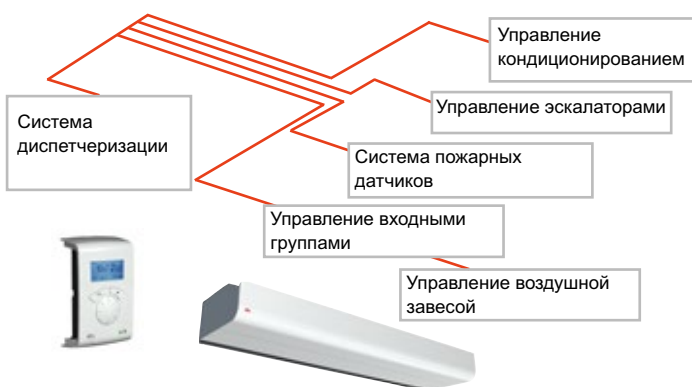 Управление
кондиционированием
Управление эскалаторами
Система
диспетчеризации
Система пожарных
датчиков
Управление входными
группами
Управление воздушной
завесой